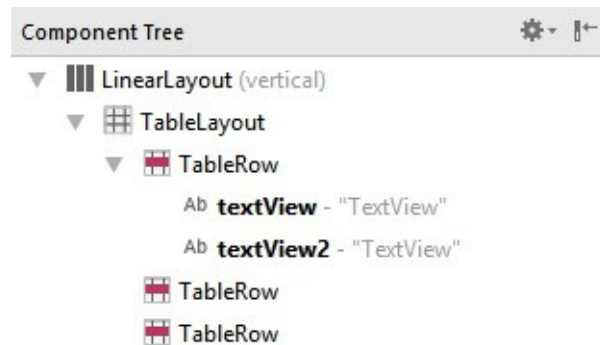 Component Tree
LinearLayout (vertical)
TableLayout
TableRow
Ab textView - "TextView"
Ab textView2 - "TextView"
TableRow
TableRow